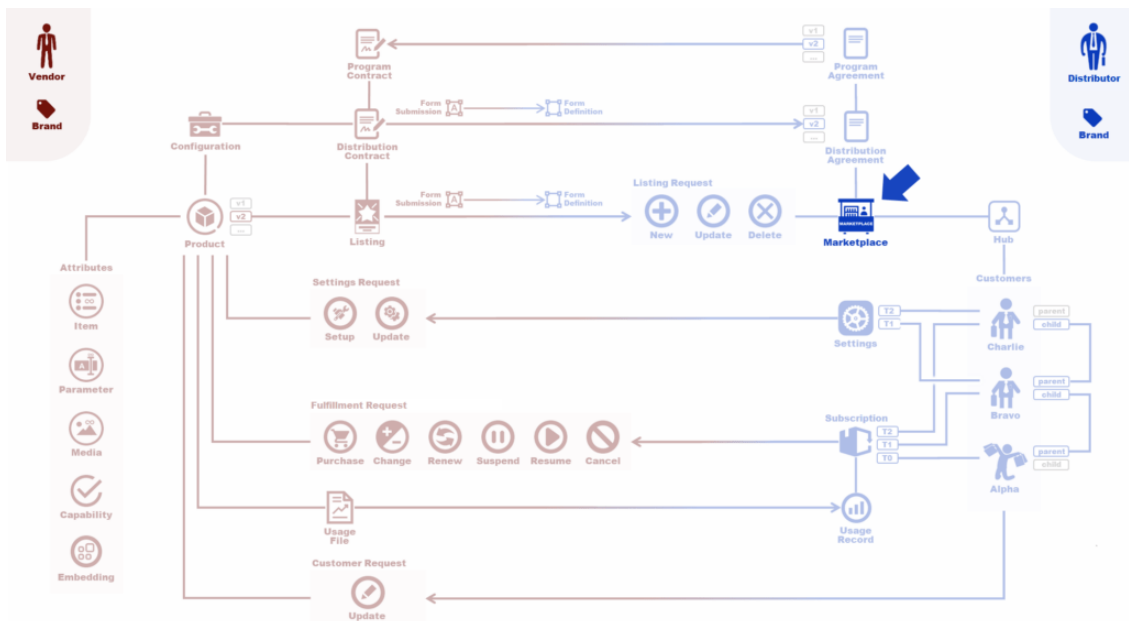 Vendor
Brand
Program
Contract
v1
v2
...
Program
Agreement
Distributor
Brand
Configuration
Distribution
Contract
Form
Submission
A
Form
Definition
v1
v2
...
Distribution
Agreement
Product
v1
v2
...
Listing
Form
Submission
A
Form
Definition
Listing Request
New
Update
Delete
MARKETPLACE
Marketplace
Hub
Attributes
Item
Parameter
Media
Capability
Embedding
Settings Request
Setup
Update
Settings
T2
T1
Customers
Charlie
parent
child
Bravo
parent
child
Alpha
parent
child
Fulfillment Request
Purchase
Change
Renew
Suspend
Resume
Cancel
Subscription
T2
T1
T0
Usage
File
Usage
Record
Customer Request
Update